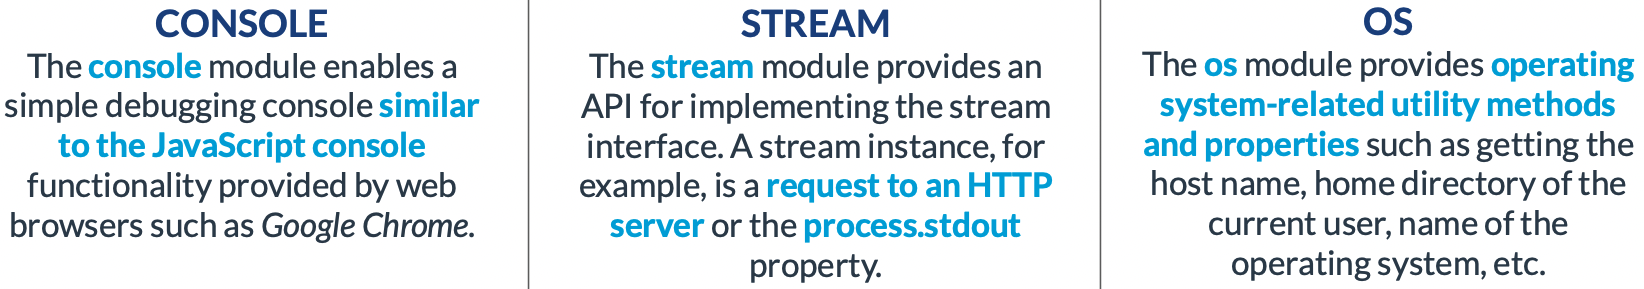 CONSOLE
The console module enables a
simple debugging console similar
to the JavaScript console
functionality provided by web
browsers such as Google Chrome.
STREAM
The stream module provides an
API for implementing the stream
interface. A stream instance, for
example, is a request to an HTTP
server or the process.stdout
property.
OS
The os module provides operating
system-related utility methods
and properties such as getting the
host name, home directory of the
current user, name of the
operating system, etc.